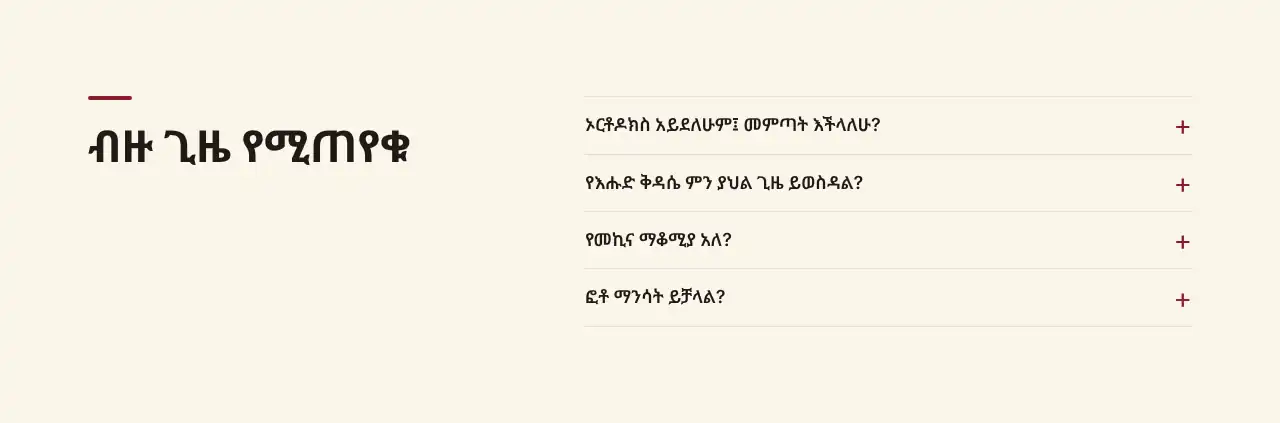 ብዙ ጊዜ የሚጠየቁ
ኦርቶዶክስ አይደለሁም፤ መምጣት እችላለሁ?
የእሑድ ቅዳሴ ምን ያህል ጊዜ ይወስዳል?
የመኪና ማቆሚያ አለ?
ፎቶ ማንሳት ይቻላል?